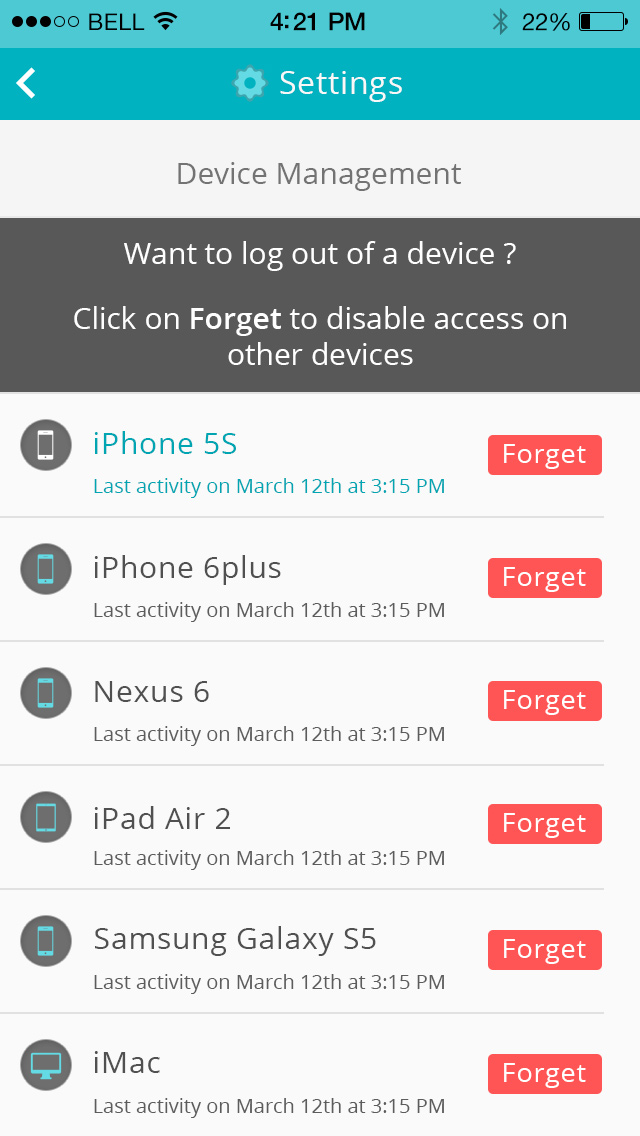 BELL 4:21 PM 22%
Settings
Device Management
Want to log out of a device ?
Click on Forget to disable access on
other devices
iPhone 5S
Forget
Last activity on March 12th at 3:15 PM
iPhone 6plus
Forget
Last activity on March 12th at 3:15 PM
Nexus 6
Forget
Last activity on March 12th at 3:15 PM
iPad Air 2
Forget
Last activity on March 12th at 3:15 PM
Samsung Galaxy S5
Forget
Last activity on March 12th at 3:15 PM
iMac
Forget
Last activity on March 12th at 3:15 PM